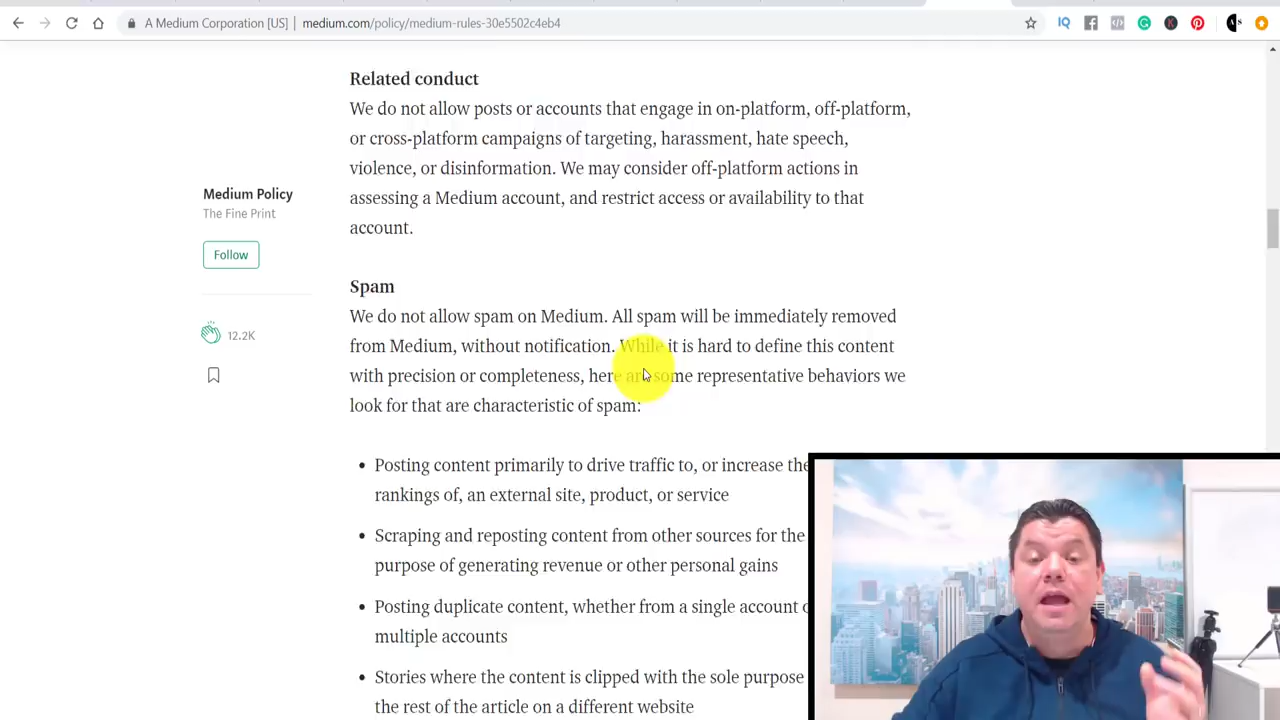 A Medium Corporation [US] | medium.com/policy/medium-rules-30e5502c4eb4
Related conduct
We do not allow posts or accounts that engage in on-platform, off-platform,
or cross-platform campaigns of targeting, harassment, hate speech,
violence, or disinformation. We may consider off-platform actions in
assessing a Medium account, and restrict access or availability to that
account.
Medium Policy
The Fine Print
Follow
12.2K
Spam
We do not allow spam on Medium. All spam will be immediately removed
from Medium, without notification. While it is hard to define this content
with precision or completeness, here are some representative behaviors we
look for that are characteristic of spam:
Posting content primarily to drive traffic to, or increase the
rankings of, an external site, product, or service
Scraping and reposting content from other sources for the
purpose of generating revenue or other personal gains
Posting duplicate content, whether from a single account
multiple accounts
Stories where the content is clipped with the sole purpose
the rest of the article on a different website